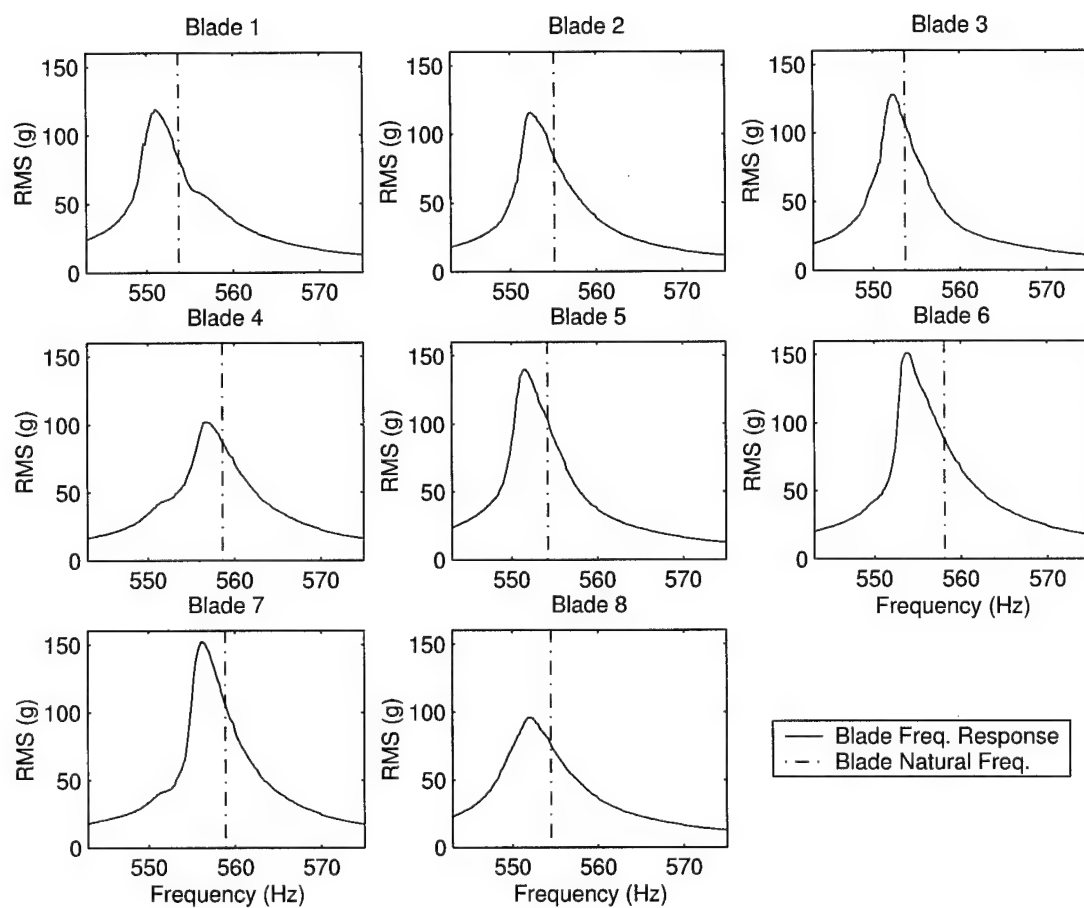 Blade 1
Blade 2
Blade 3
RMS (g)
150
100
50
0
550
560
570
RMS (g)
150
100
50
0
550
560
570
RMS (g)
150
100
50
0
550
560
570
Blade 4
Blade 5
Blade 6
RMS (g)
150
100
50
0
550
560
570
RMS (g)
150
100
50
0
550
560
570
RMS (g)
150
100
50
0
550
560
570
Frequency (Hz)
Blade 7
Blade 8
RMS (g)
150
100
50
0
550
560
570
Frequency (Hz)
RMS (g)
150
100
50
0
550
560
570
Frequency (Hz)
Blade Freq. Response
Blade Natural Freq.